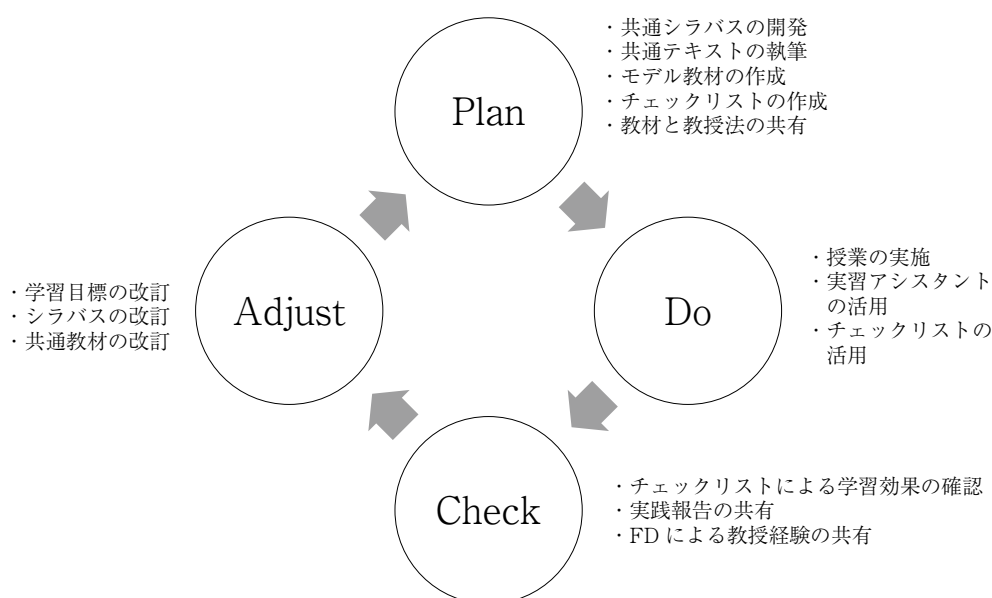 Plan
・共通シラバスの開発
・共通テキストの執筆
・モデル教材の作成
・チェックリストの作成
・教材と教授法の共有
Do
・授業の実施
・実習アシスタント
の活用
・チェックリストの
活用
Check
・チェックリストによる学習効果の確認
・実践報告の共有
・FD による教授経験の共有
Adjust
・学習目標の改訂
・シラバスの改訂
・共通教材の改訂